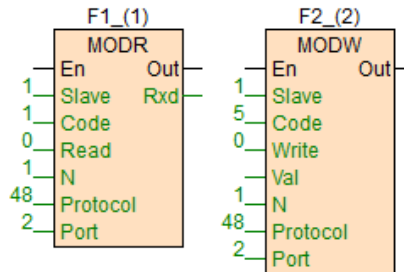 F1_(1)
MODR
En Out
1 Slave Rxd
1 Code
0 Read
1 N
48 Protocol
2 Port
F2_(2)
MODW
En Out
1 Slave
5 Code
0 Write
Val
1 N
48 Protocol
2 Port